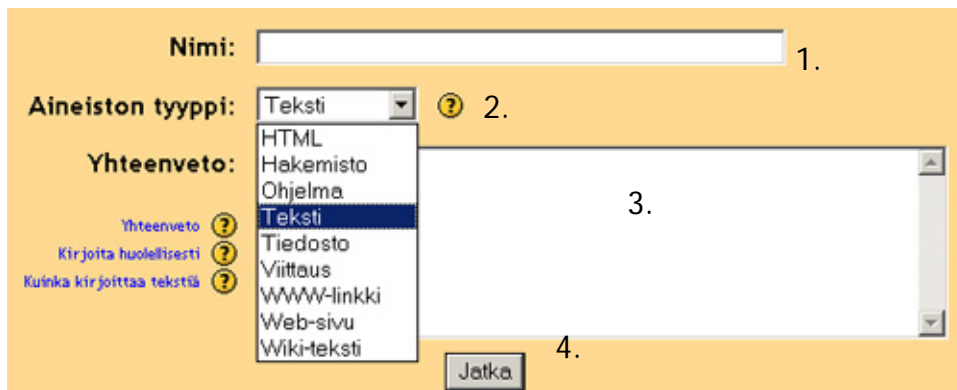 Nimi: 1.
Aineiston tyyppi: Teksti 2.
HTML
Yhteenveto: Hakemisto
Ohjelma
3.
Yhteenveto Teksti
Kirjoita huolellisesti Tiedosto
Kuinka kirjoittaa tekstiä Viittaus
WWW-linkki
Web-sivu
Wiki-teksti 4.
Jatka